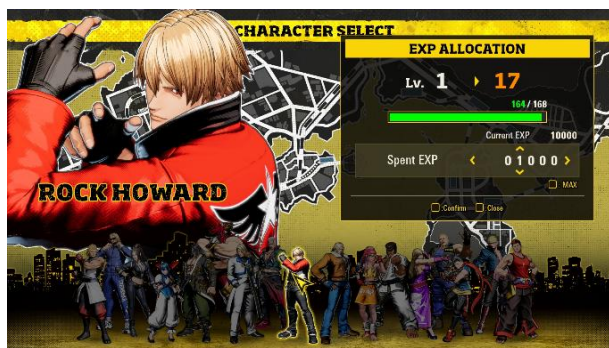 CHARACTER SELECT
EXP ALLOCATION
Lv. 1 17
164 / 168
Current EXP 10000
Spent EXP 01000
MAX
ROCK HOWARD
:Confirm :Close